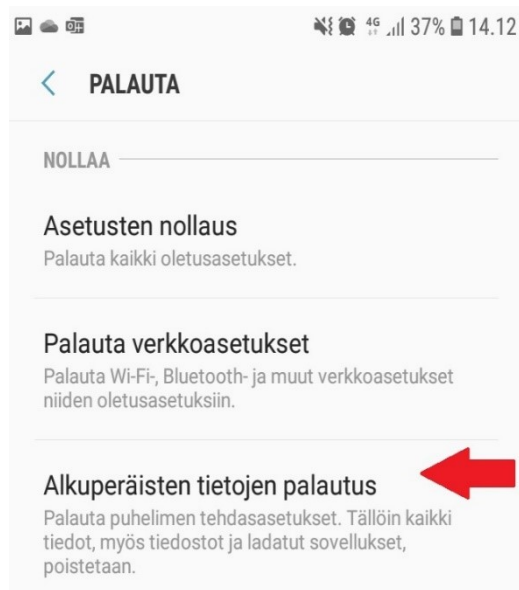 4G 37% 14.12
PALAUTA
NOLLAA
Asetusten nollaus
Palauta kaikki oletusasetukset.
Palauta verkkoasetukset
Palauta Wi-Fi-, Bluetooth- ja muut verkkoasetukset
niiden oletusasetuksiin.
Alkuperäisten tietojen palautus
Palauta puhelimen tehdasasetukset. Tällöin kaikki
tiedot, myös tiedostot ja ladatut sovellukset,
poistetaan.